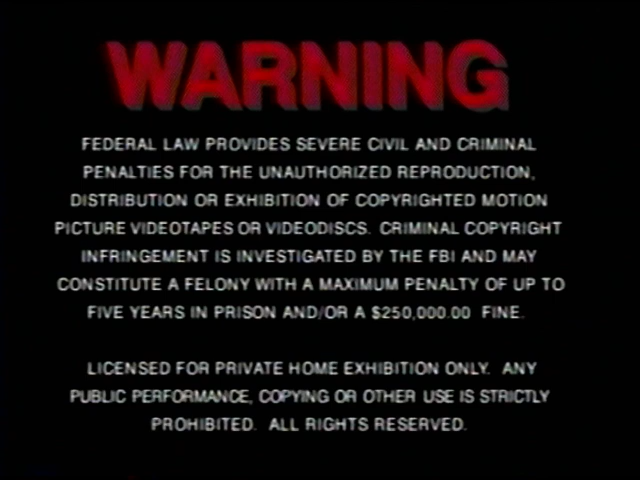 WARNING
FEDERAL LAW PROVIDES SEVERE CIVIL AND CRIMINAL
PENALTIES FOR THE UNAUTHORIZED REPRODUCTION,
DISTRIBUTION OR EXHIBITION OF COPYRIGHTED MOTION
PICTURE VIDEOTAPES OR VIDEODISCS. CRIMINAL COPYRIGHT
INFRINGEMENT IS INVESTIGATED BY THE FBI AND MAY
CONSTITUTE A FELONY WITH A MAXIMUM PENALTY OF UP TO
FIVE YEARS IN PRISON AND/OR A $250,000.00 FINE.
LICENSED FOR PRIVATE HOME EXHIBITION ONLY. ANY
PUBLIC PERFORMANCE, COPYING OR OTHER USE IS STRICTLY
PROHIBITED. ALL RIGHTS RESERVED.